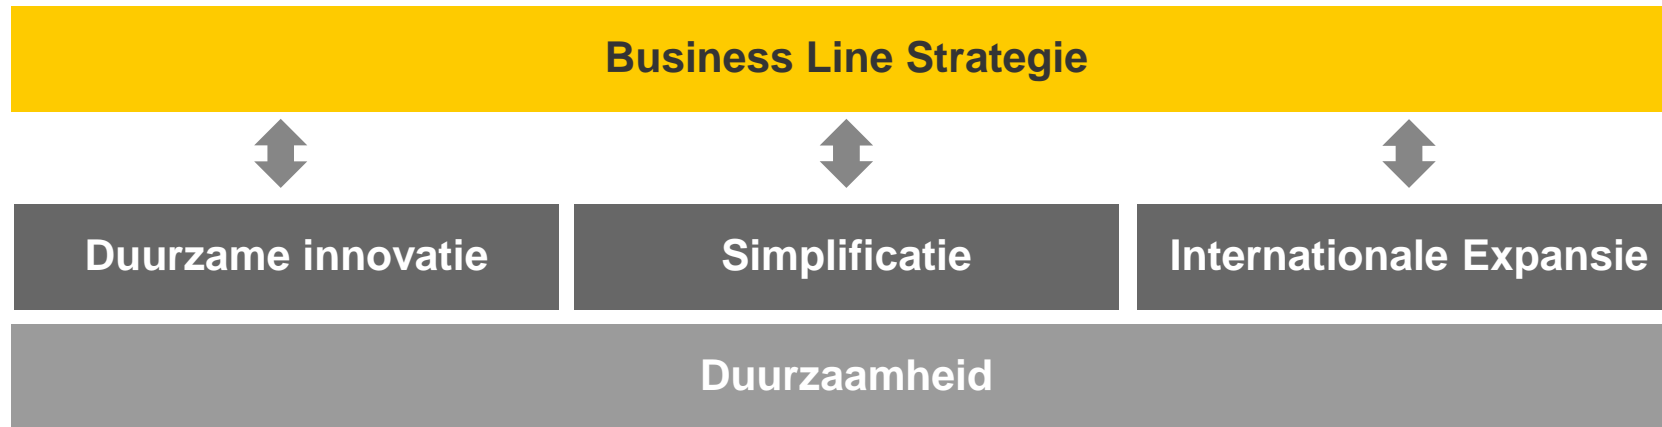 Business Line Strategie
Duurzame innovatie
Simplificatie
Internationale Expansie
Duurzaamheid